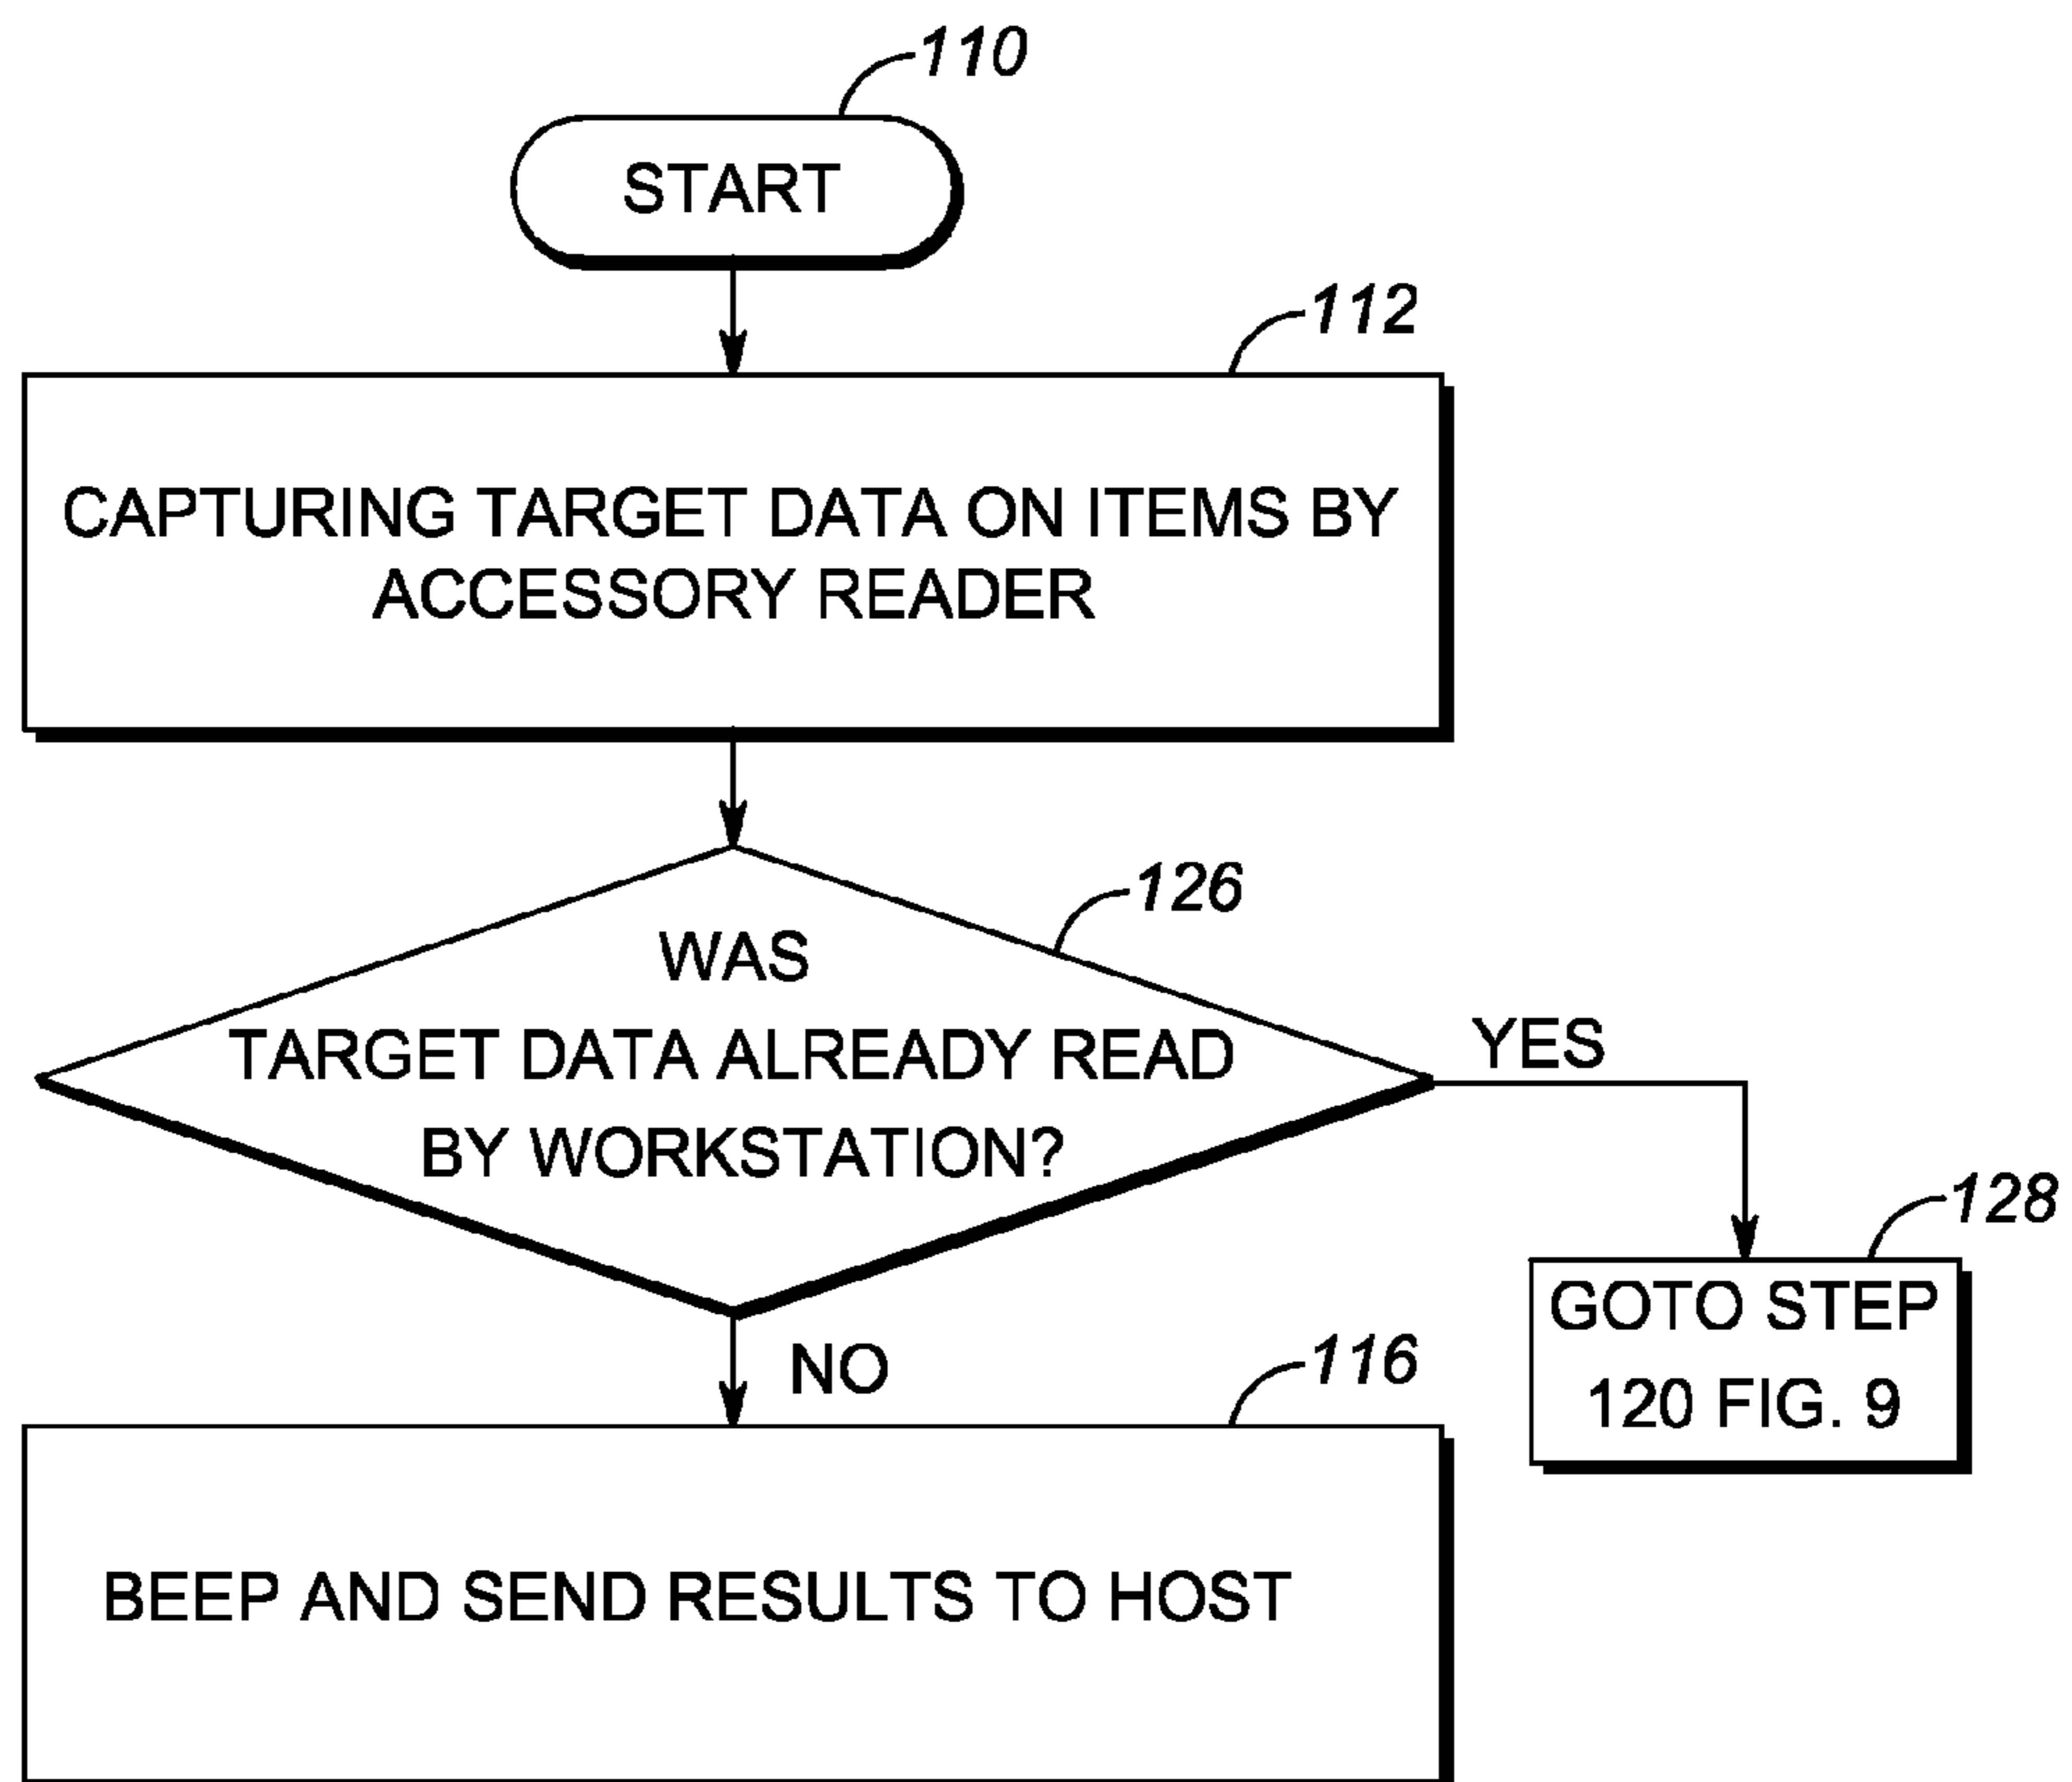 110
START
112
CAPTURING TARGET DATA ON ITEMS BY
ACCESSORY READER
126
WAS
TARGET DATA ALREADY READ
BY WORKSTATION?
YES
128
GOTO STEP
120 FIG. 9
NO
116
BEEP AND SEND RESULTS TO HOST